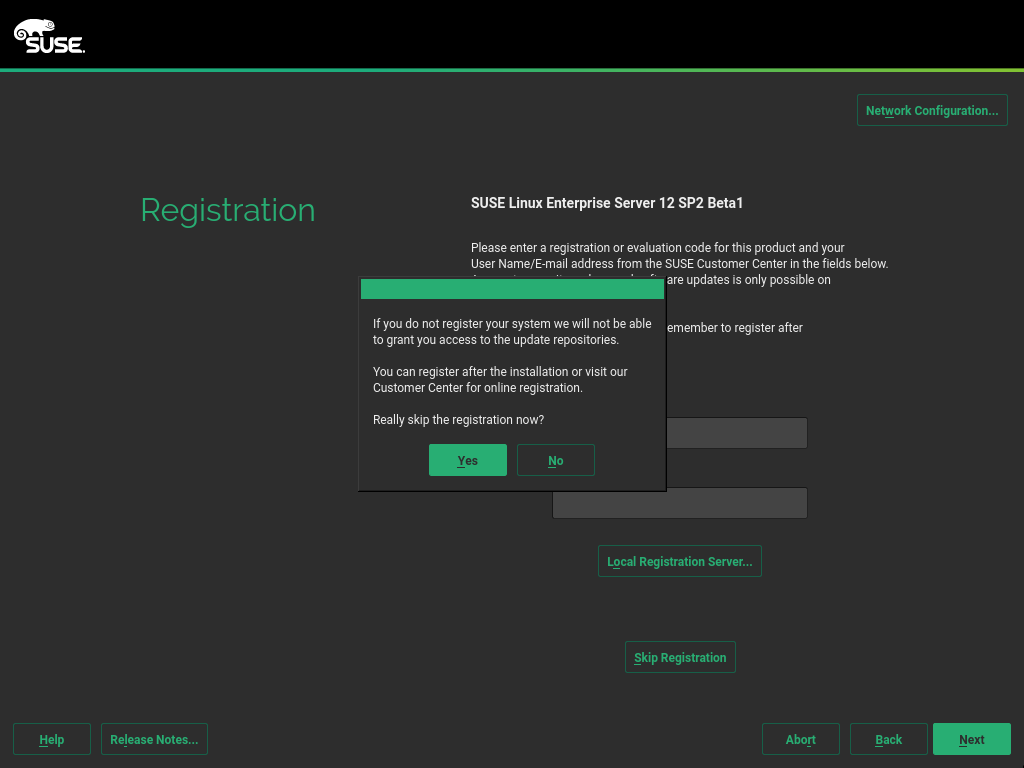 SUSE.
Network Configuration...
Registration
SUSE Linux Enterprise Server 12 SP2 Beta1
Please enter a registration or evaluation code for this product and your
User Name/E-mail address from the SUSE Customer Center in the fields below.
are updates is only possible on
emember to register after
If you do not register your system we will not be able
to grant you access to the update repositories.
You can register after the installation or visit our
Customer Center for online registration.
Really skip the registration now?
Yes
No
Local Registration Server...
Skip Registration
Help
Release Notes...
Abort
Back
Next